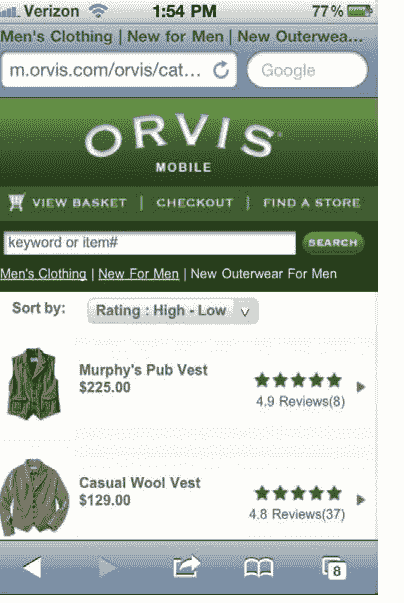 Verizon 1:54 PM 77%
Men's Clothing | New for Men | New Outerwea...
m.orvis.com/orvis/cat... Google
ORVIS
MOBILE
VIEW BASKET | CHECKOUT | FIND A STORE
keyword or item# SEARCH
Men's Clothing | New For Men | New Outerwear For Men
Sort by: Rating : High - Low
Murphy's Pub Vest
$225.00
4.9 Reviews(8)
Casual Wool Vest
$129.00
4.8 Reviews(37)
8